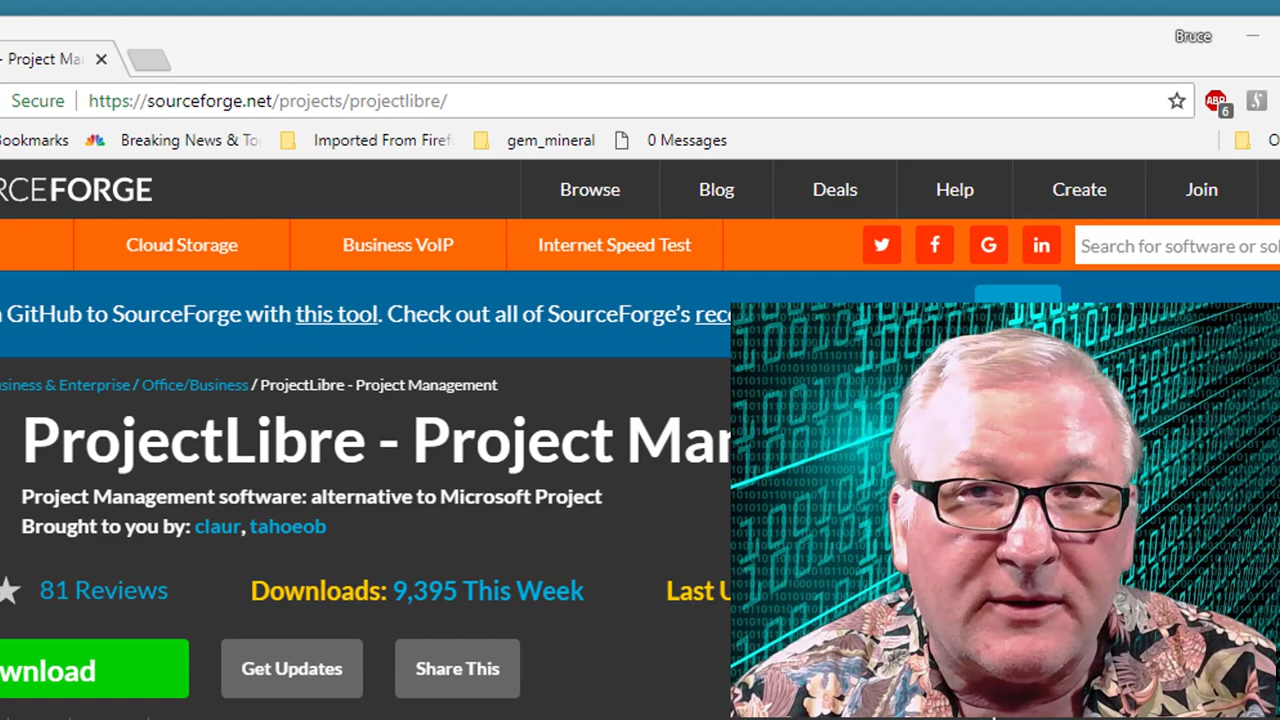 Bruce
- Project Ma
Secure https://sourceforge.net/projects/projectlibre/
ABP 6
Bookmarks Breaking News & To Imported From Firef gem_mineral 0 Messages O
RCEFORGE Browse Blog Deals Help Create Join
Cloud Storage Business VoIP Internet Speed Test Search for software or sol
GitHub to SourceForge with this tool. Check out all of SourceForge's rec
siness & Enterprise / Office/Business / ProjectLibre - Project Management
ProjectLibre - Project Man
Project Management software: alternative to Microsoft Project
Brought to you by: claur, tahoeob
81 Reviews Downloads: 9,395 This Week Last U
wnload Get Updates Share This